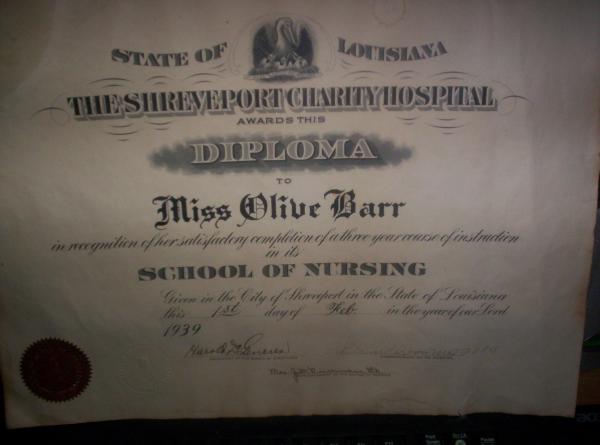 STATE OF LOUISIANA
THE SHREVEPORT CHARITY HOSPITAL
AWARDS THIS
DIPLOMA
TO
Miss Olive Barr
in recognition of her satisfactory completion of a three year course of instruction
in its
SCHOOL OF NURSING
Given in the City of Shreveport in the State of Louisiana
this 1st day of Feb. in the year of our Lord
1939
Mrs.